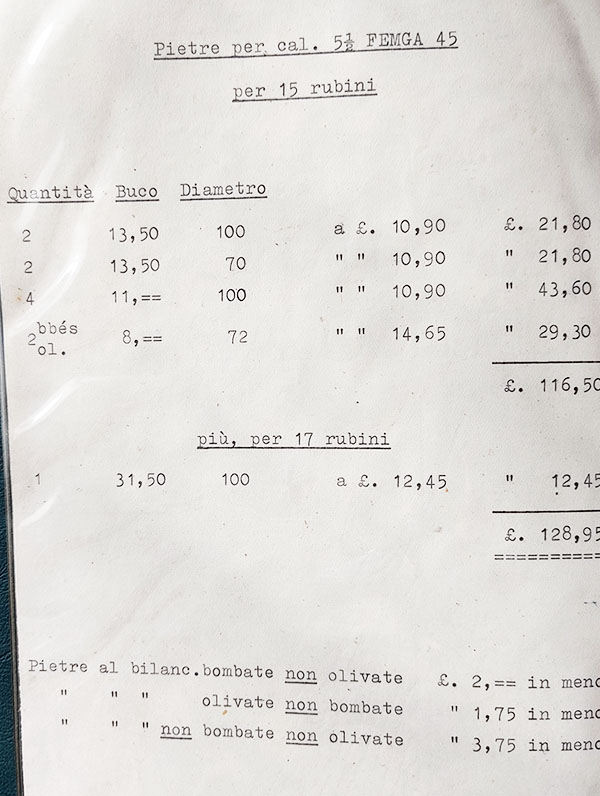 Pietre per cal. 5½ FEMGA 45
per 15 rubini
Quantità Buco Diametro
2 13,50 100 a £. 10,90 £. 21,80
2 13,50 70 " " 10,90 " 21,80
4 11,== 100 " " 10,90 " 43,60
2 bbés ol. 8,== 72 " " 14,65 " 29,30
£. 116,50
più, per 17 rubini
1 31,50 100 a £. 12,45 " 12,45
£. 128,95
==========
Pietre al bilanc.bombate non olivate £. 2,== in meno
" " " olivate non bombate " 1,75 in meno
" " " non bombate non olivate " 3,75 in meno